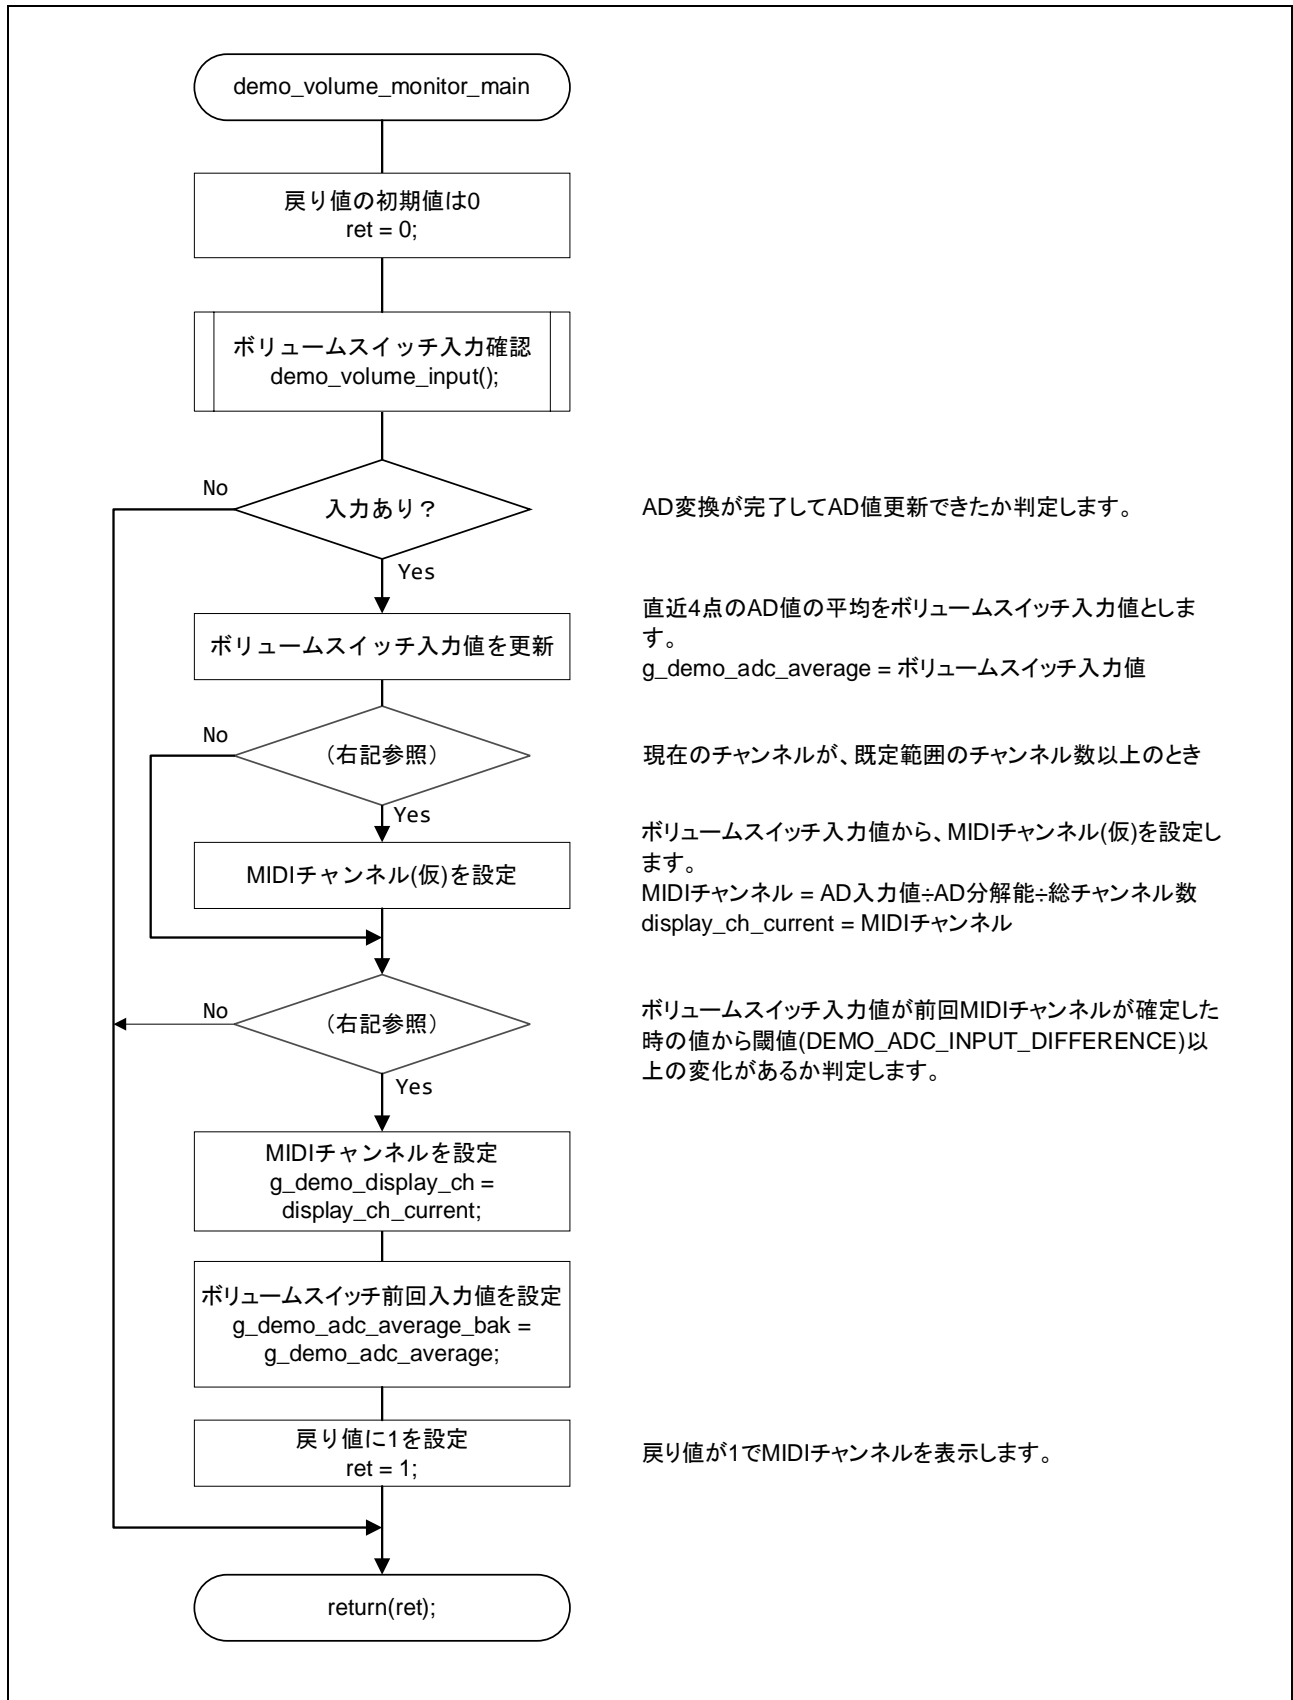 demo_volume_monitor_main
戻り値の初期値は0
ret = 0;
ボリュームスイッチ入力確認
demo_volume_input();
No
入力あり？
AD変換が完了してAD値更新できたか判定します。
Yes
ボリュームスイッチ入力値を更新
直近4点のAD値の平均をボリュームスイッチ入力値としま
す。
g_demo_adc_average = ボリュームスイッチ入力値
No
（右記参照）
現在のチャンネルが、既定範囲のチャンネル数以上のとき
Yes
MIDIチャンネル(仮)を設定
ボリュームスイッチ入力値から、MIDIチャンネル(仮)を設定し
ます。
MIDIチャンネル = AD入力値÷AD分解能÷総チャンネル数
display_ch_current = MIDIチャンネル
No
（右記参照）
ボリュームスイッチ入力値が前回MIDIチャンネルが確定した
時の値から閾値(DEMO_ADC_INPUT_DIFFERENCE)以
上の変化があるか判定します。
Yes
MIDIチャンネルを設定
g_demo_display_ch =
display_ch_current;
ボリュームスイッチ前回入力値を設定
g_demo_adc_average_bak =
g_demo_adc_average;
戻り値に1を設定
ret = 1;
戻り値が1でMIDIチャンネルを表示します。
return(ret);